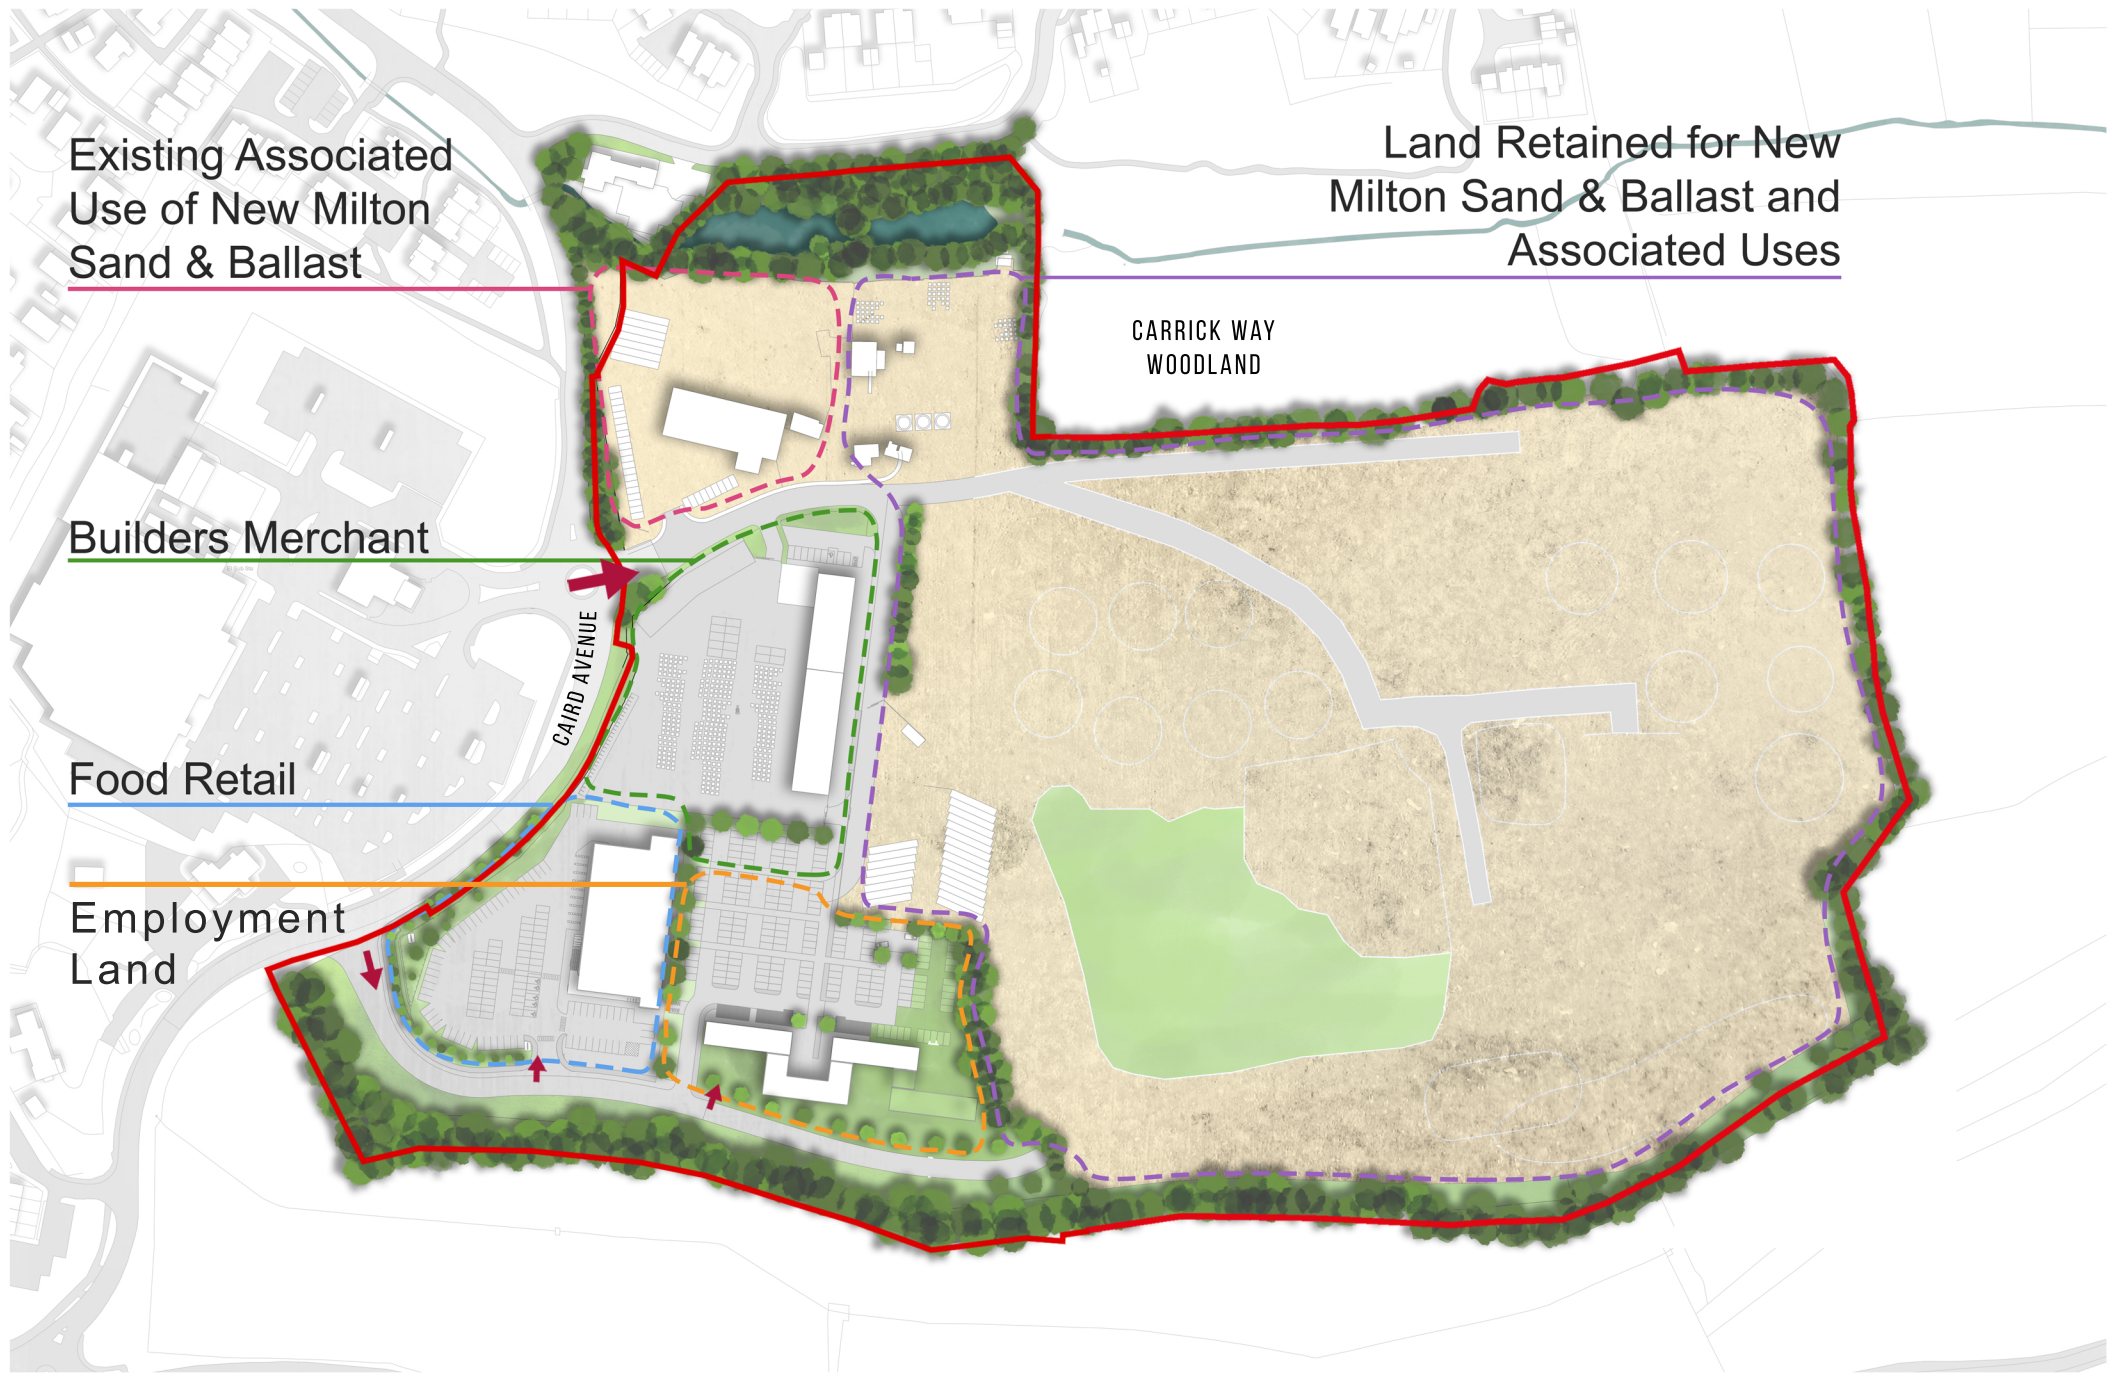 Existing Associated
Use of New Milton
Sand & Ballast
Land Retained for New
Milton Sand & Ballast and
Associated Uses
CARRICK WAY
WOODLAND
Builders Merchant
CAIRD AVENUE
Food Retail
Employment
Land